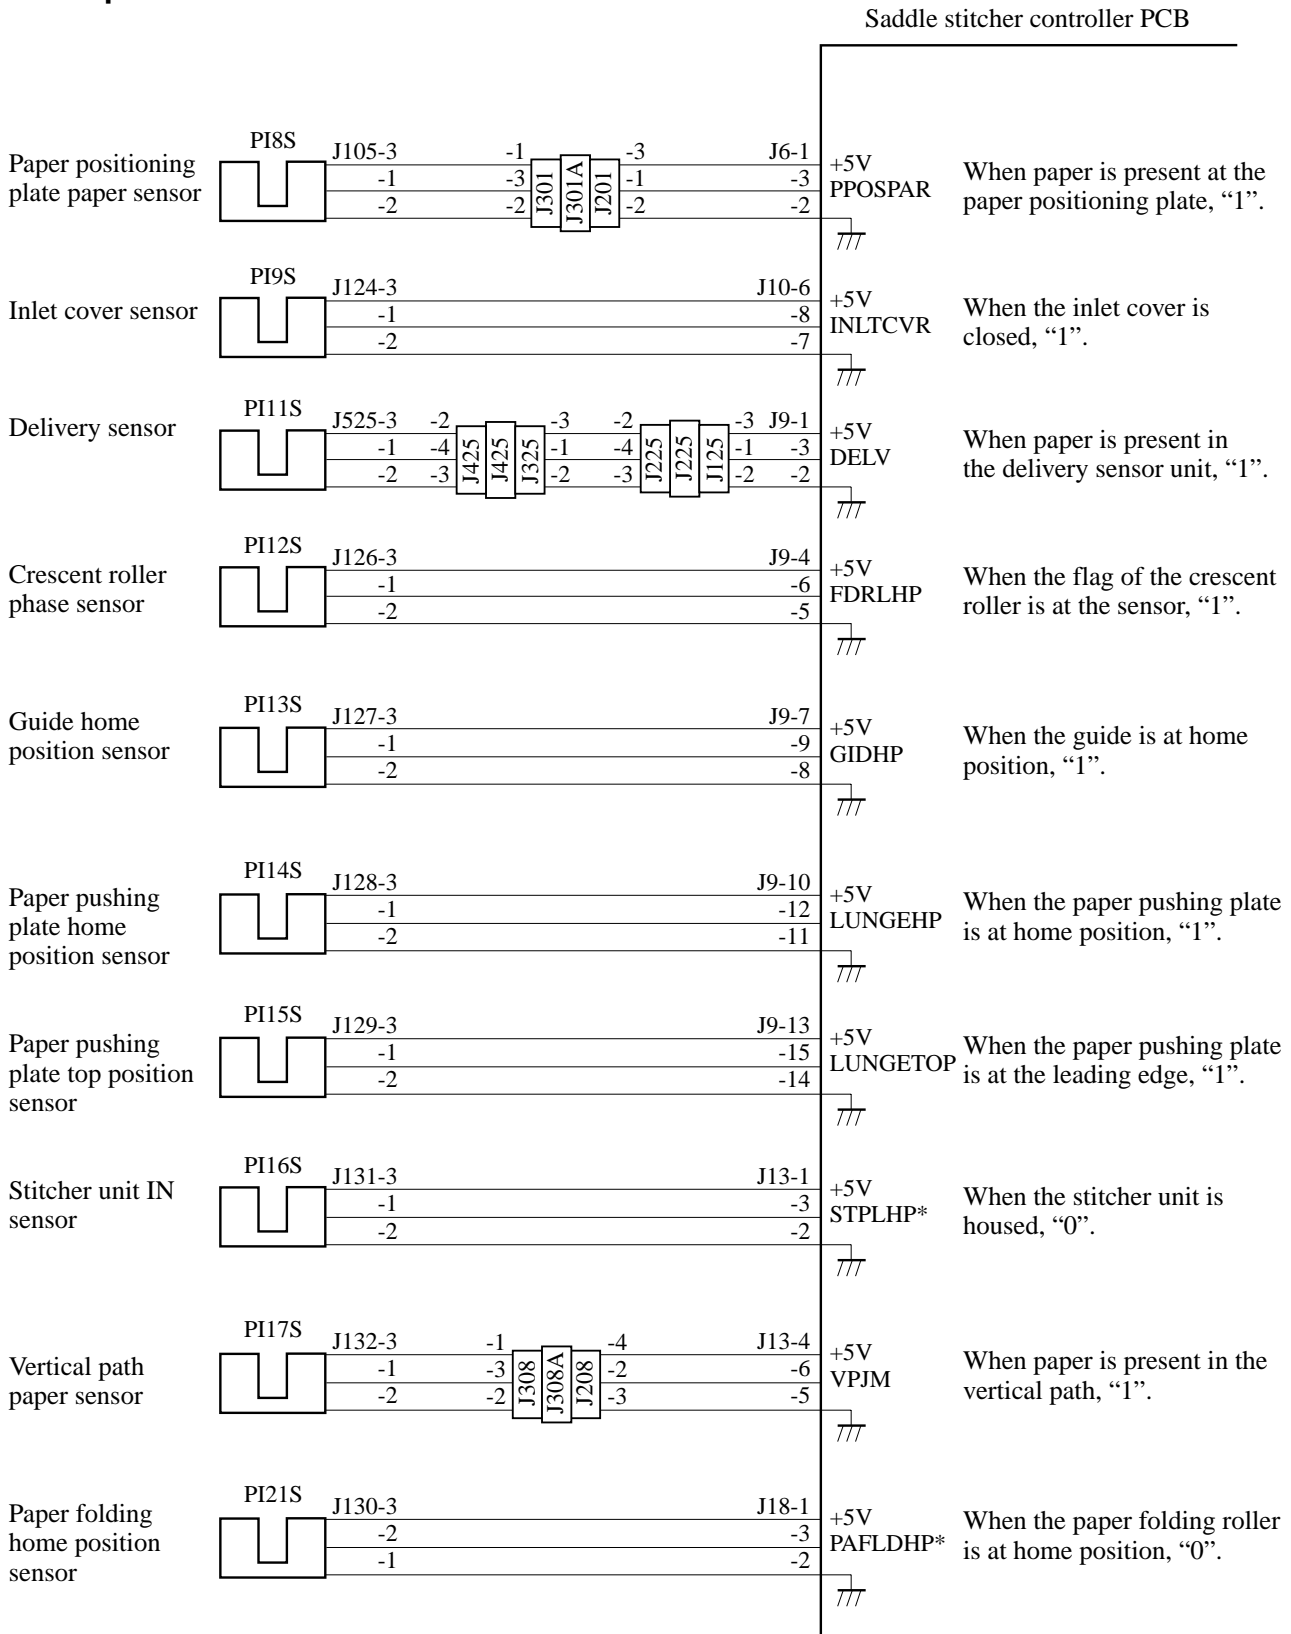 Saddle stitcher controller PCB
PI8S
Paper positioning
plate paper sensor
J105-3
-1
-2
-1
-3
-2
J301
J301A
J201
-3
-1
-2
J6-1
-3
-2
+5V
PPOSPAR
When paper is present at the
paper positioning plate, “1”.
PI9S
Inlet cover sensor
J124-3
-1
-2
J10-6
-8
-7
+5V
INLTCVR
When the inlet cover is
closed, “1”.
PI11S
Delivery sensor
J525-3
-1
-2
-2
-4
-3
J425
J425
J325
-3
-1
-2
-2
-4
-3
J225
J225
J125
-3
-1
-2
J9-1
-3
-2
+5V
DELV
When paper is present in
the delivery sensor unit, “1”.
PI12S
Crescent roller
phase sensor
J126-3
-1
-2
J9-4
-6
-5
+5V
FDRLHP
When the flag of the crescent
roller is at the sensor, “1”.
PI13S
Guide home
position sensor
J127-3
-1
-2
J9-7
-9
-8
+5V
GIDHP
When the guide is at home
position, “1”.
PI14S
Paper pushing
plate home
position sensor
J128-3
-1
-2
J9-10
-12
-11
+5V
LUNGEHP
When the paper pushing plate
is at home position, “1”.
PI15S
Paper pushing
plate top position
sensor
J129-3
-1
-2
J9-13
-15
-14
+5V
LUNGETOP
When the paper pushing plate
is at the leading edge, “1”.
PI16S
Stitcher unit IN
sensor
J131-3
-1
-2
J13-1
-3
-2
+5V
STPLHP*
When the stitcher unit is
housed, “0”.
PI17S
Vertical path
paper sensor
J132-3
-1
-2
-1
-3
-2
J308
J308A
J208
-4
-2
-3
J13-4
-6
-5
+5V
VPJM
When paper is present in the
vertical path, “1”.
PI21S
Paper folding
home position
sensor
J130-3
-2
-1
J18-1
-3
-2
+5V
PAFLDHP*
When the paper folding roller
is at home position, “0”.